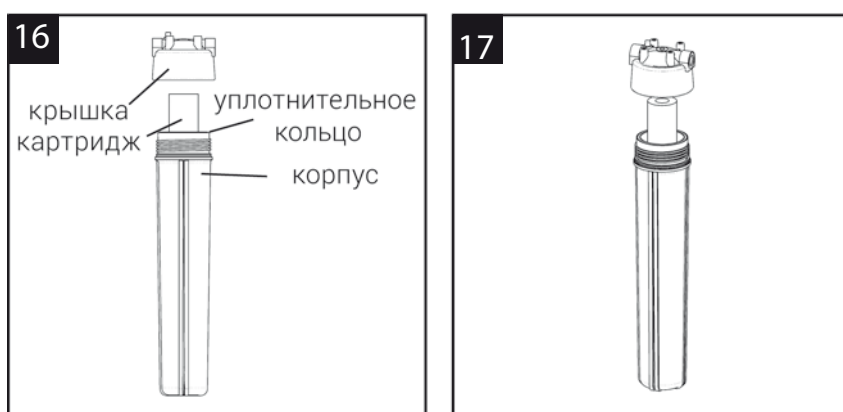 16
крышка
картридж
уплотнительное
кольцо
корпус
17